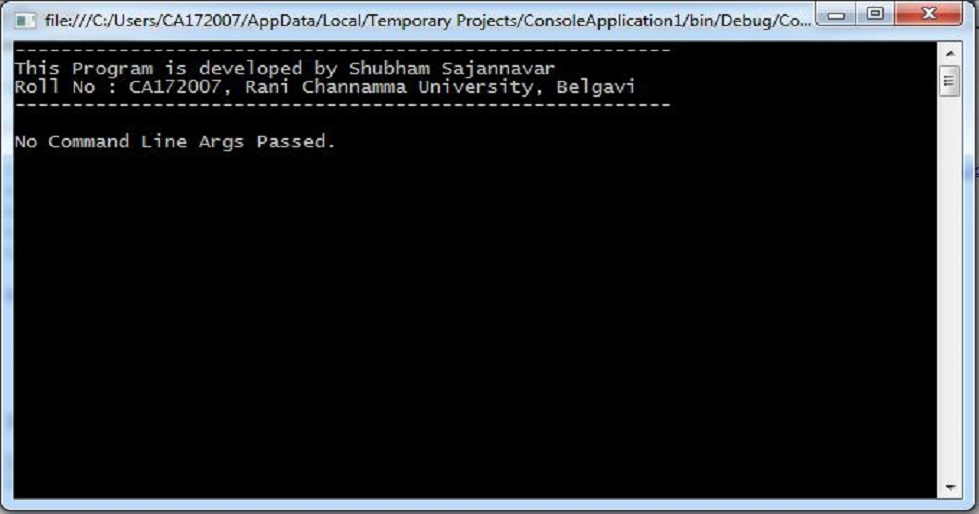 file:///C:/Users/CA172007/AppData/Local/Temporary Projects/ConsoleApplication1/bin/Debug/Co...
---------------------------------------------------------
This Program is developed by Shubham Sajannavar
Roll No : CA172007, Rani Channamma University, Belgavi
---------------------------------------------------------
No Command Line Args Passed.